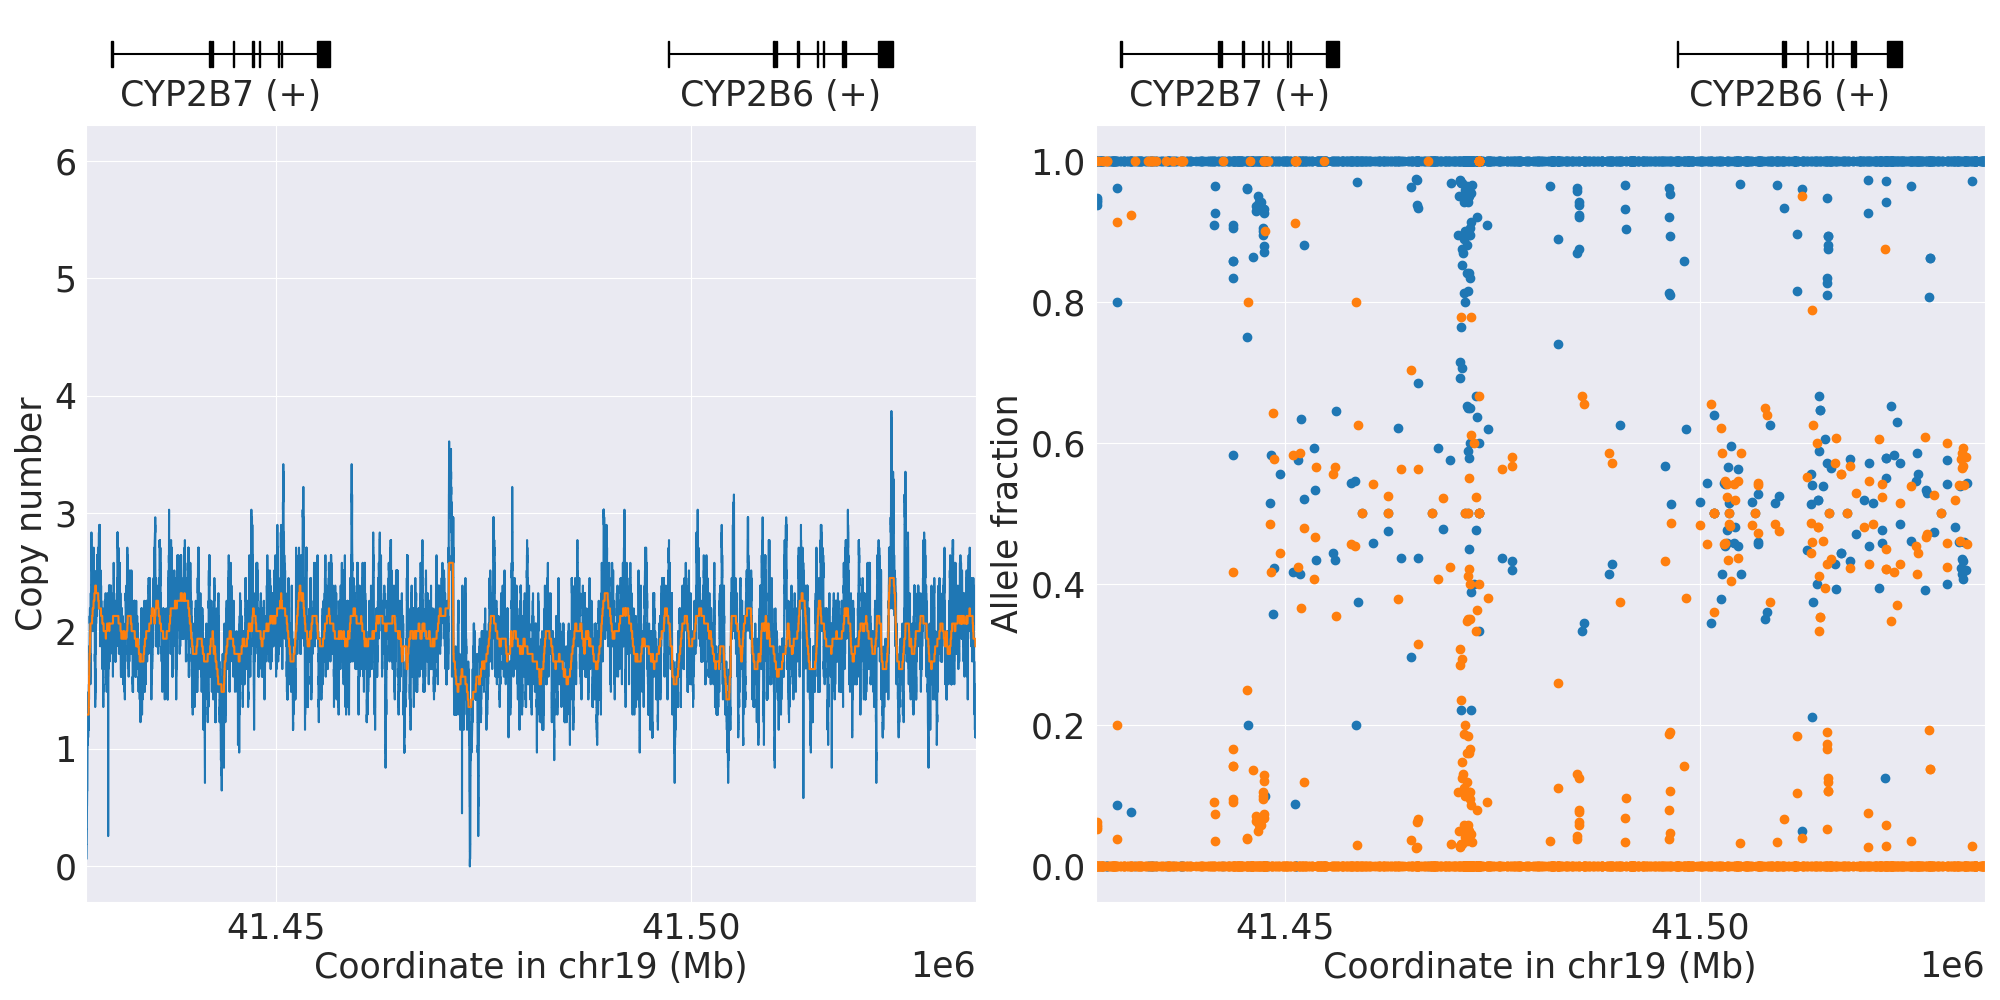 CYP2B7 (+)
CYP2B6 (+)
CYP2B7 (+)
CYP2B6 (+)
6
5
4
3
2
1
0
Copy number
41.45
41.50
Coordinate in chr19 (Mb)
1e6
1.0
0.8
0.6
0.4
0.2
0.0
Allele fraction
41.45
41.50
Coordinate in chr19 (Mb)
1e6